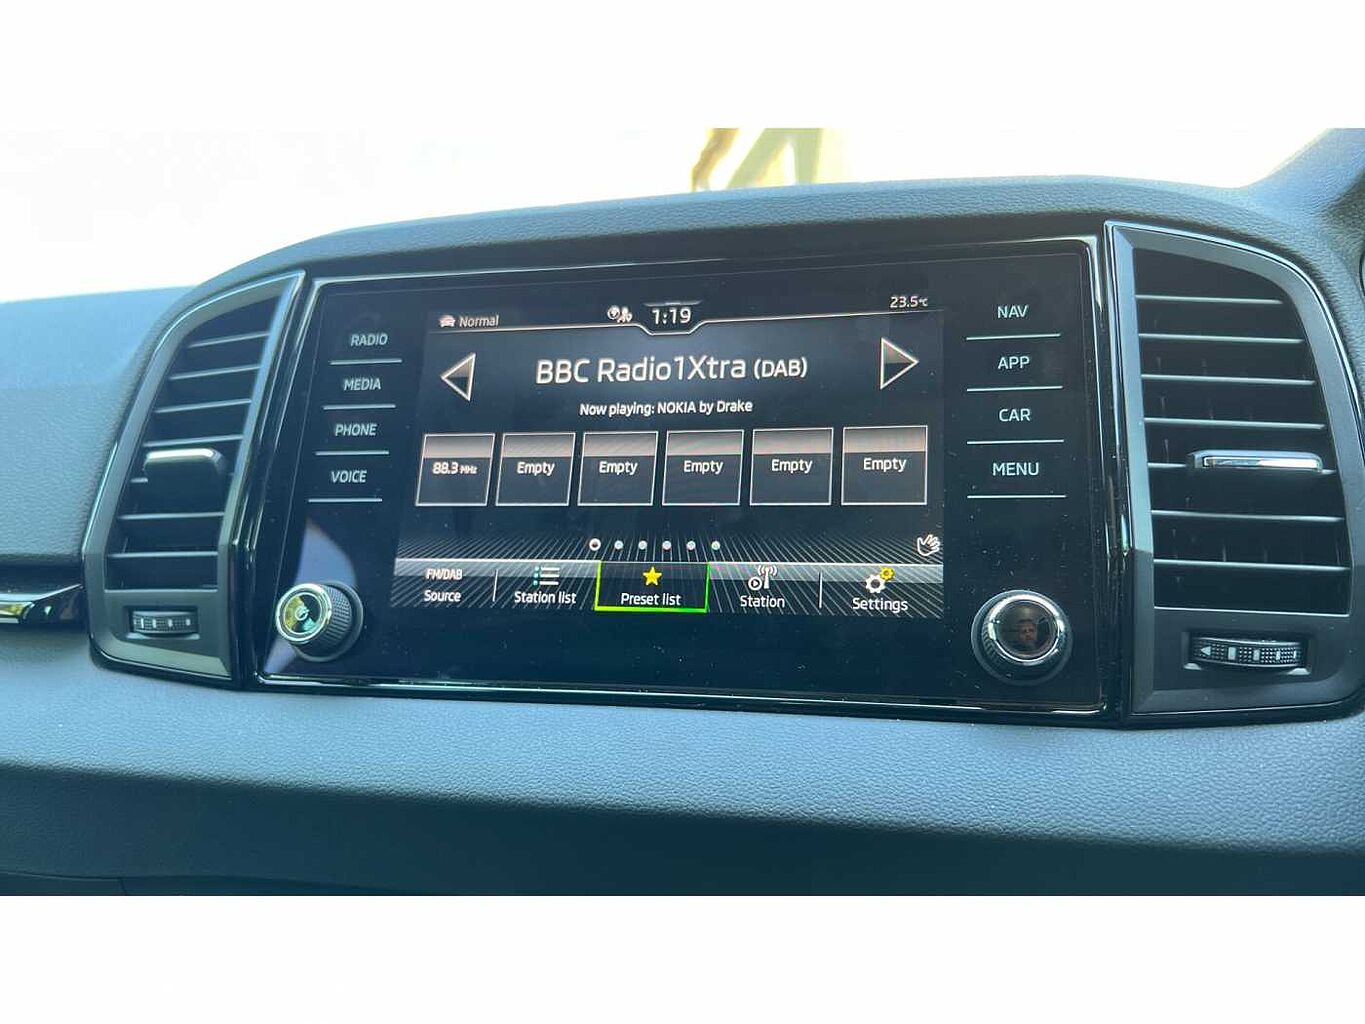 Normal
1:19
23.5°C
BBC Radio1Xtra (DAB)
Now playing: NOKIA by Drake
88.3 MHz
Empty
Empty
Empty
Empty
Empty
FM/DAB
Source
Station list
Preset list
Station
Settings
RADIO
MEDIA
PHONE
VOICE
NAV
APP
CAR
MENU